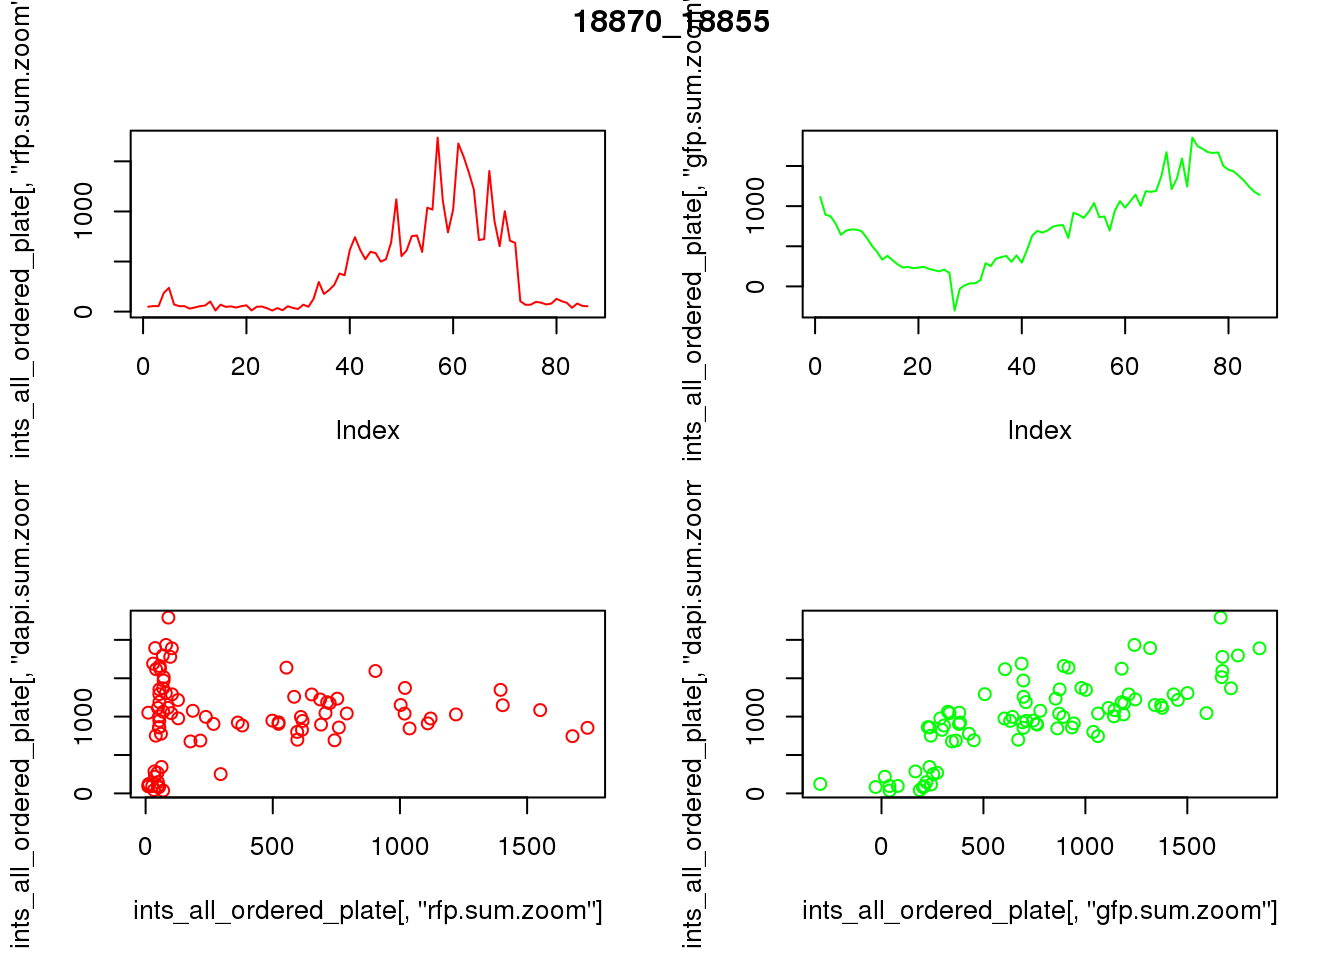 18870_18855
ints_all_ordered_plate[, "rfp.sum.zoom"
0 1000
0 20 40 60 80
Index
ints_all_ordered_plate[, "gfp.sum.zoom"
0 1000
0 20 40 60 80
Index
ints_all_ordered_plate[, "dapi.sum.zoom
0 1000
0 500 1000 1500
ints_all_ordered_plate[, "rfp.sum.zoom"]
ints_all_ordered_plate[, "dapi.sum.zoom
0 1000
0 500 1000 1500
ints_all_ordered_plate[, "gfp.sum.zoom"]